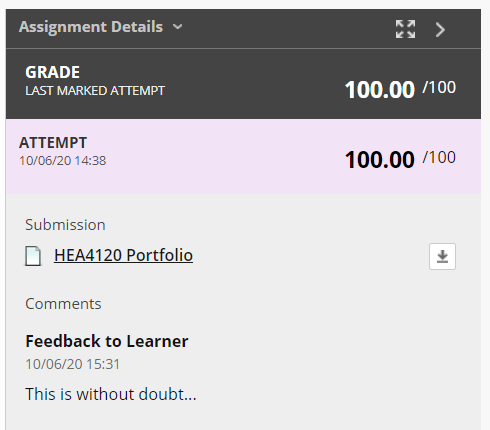 Assignment Details
GRADE
LAST MARKED ATTEMPT
100.00 /100
ATTEMPT
10/06/20 14:38
100.00 /100
Submission
HEA4120 Portfolio
Comments
Feedback to Learner
10/06/20 15:31
This is without doubt...